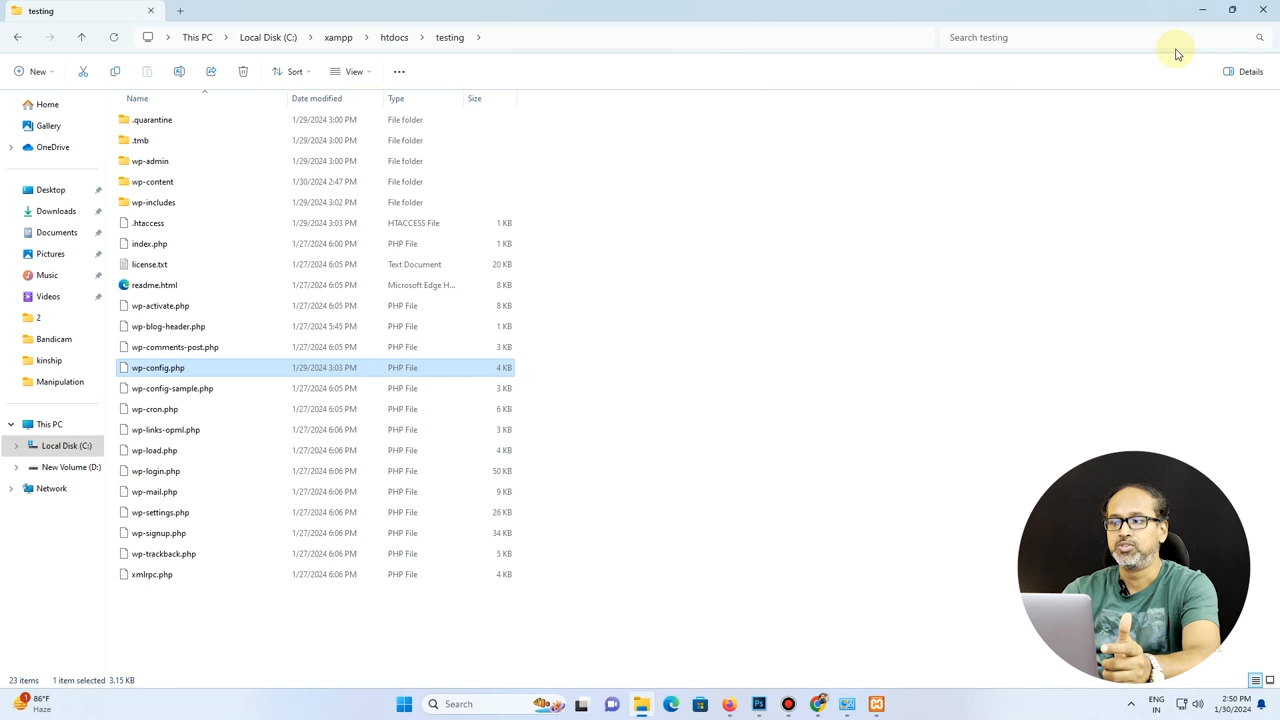 testing
This PC > Local Disk (C:) > xampp > htdocs > testing >
Search testing
New
Sort
View
Details
Name Date modified Type Size
Home
Gallery
OneDrive
Desktop
Downloads
Documents
Pictures
Music
Videos
2
Bandicam
kinship
Manipulation
This PC
Local Disk (C:)
New Volume (D:)
Network
.quarantine 1/29/2024 3:00 PM File folder
.tmb 1/29/2024 3:00 PM File folder
wp-admin 1/29/2024 3:00 PM File folder
wp-content 1/30/2024 2:47 PM File folder
wp-includes 1/29/2024 3:02 PM File folder
.htaccess 1/29/2024 3:03 PM HTACCESS File 1 KB
index.php 1/27/2024 6:00 PM PHP File 1 KB
license.txt 1/27/2024 6:05 PM Text Document 20 KB
readme.html 1/27/2024 6:05 PM Microsoft Edge H... 8 KB
wp-activate.php 1/27/2024 6:05 PM PHP File 8 KB
wp-blog-header.php 1/27/2024 5:45 PM PHP File 1 KB
wp-comments-post.php 1/27/2024 6:05 PM PHP File 3 KB
wp-config.php 1/29/2024 3:03 PM PHP File 4 KB
wp-config-sample.php 1/27/2024 6:05 PM PHP File 3 KB
wp-cron.php 1/27/2024 6:05 PM PHP File 6 KB
wp-links-opml.php 1/27/2024 6:06 PM PHP File 3 KB
wp-load.php 1/27/2024 6:06 PM PHP File 4 KB
wp-login.php 1/27/2024 6:06 PM PHP File 50 KB
wp-mail.php 1/27/2024 6:06 PM PHP File 9 KB
wp-settings.php 1/27/2024 6:06 PM PHP File 26 KB
wp-signup.php 1/27/2024 6:06 PM PHP File 34 KB
wp-trackback.php 1/27/2024 6:06 PM PHP File 5 KB
xmlrpc.php 1/27/2024 6:06 PM PHP File 4 KB
23 items 1 item selected 3.15 KB
1
86°F
Haze
Search
ENG
IN
2:50 PM
1/30/2024